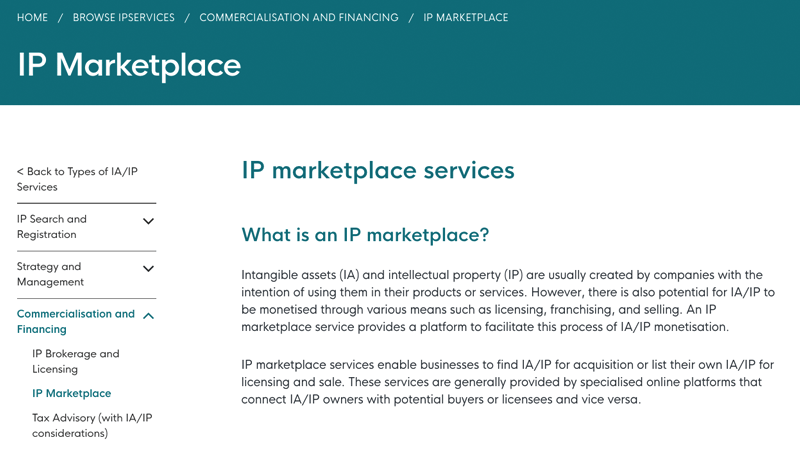 HOME / BROWSE IPSERVICES / COMMERCIALISATION AND FINANCING / IP MARKETPLACE
IP Marketplace
< Back to Types of IA/IP
Services
IP Search and
Registration
Strategy and
Management
Commercialisation and
Financing
IP Brokerage and
Licensing
IP Marketplace
Tax Advisory (with IA/IP
considerations)
IP marketplace services
What is an IP marketplace?
Intangible assets (IA) and intellectual property (IP) are usually created by companies with the
intention of using them in their products or services. However, there is also potential for IA/IP to
be monetised through various means such as licensing, franchising, and selling. An IP
marketplace service provides a platform to facilitate this process of IA/IP monetisation.
IP marketplace services enable businesses to find IA/IP for acquisition or list their own IA/IP for
licensing and sale. These services are generally provided by specialised online platforms that
connect IA/IP owners with potential buyers or licensees and vice versa.